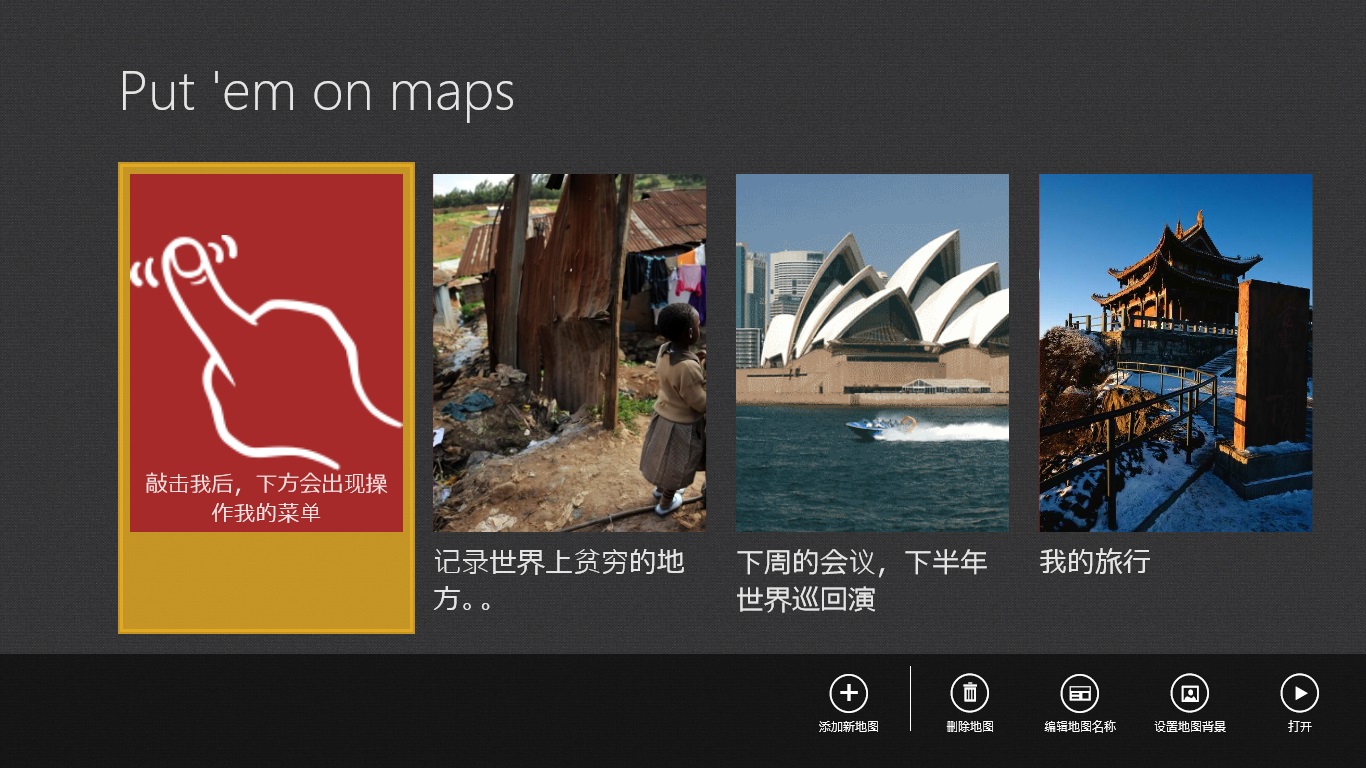 Put 'em on maps
敲击我后，下方会出现操
作我的菜单
记录世界上贫穷的地
方。。
下周的会议，下半年
世界巡回演
我的旅行
添加新地图
删除地图
编辑地图名称
设置地图背景
打开